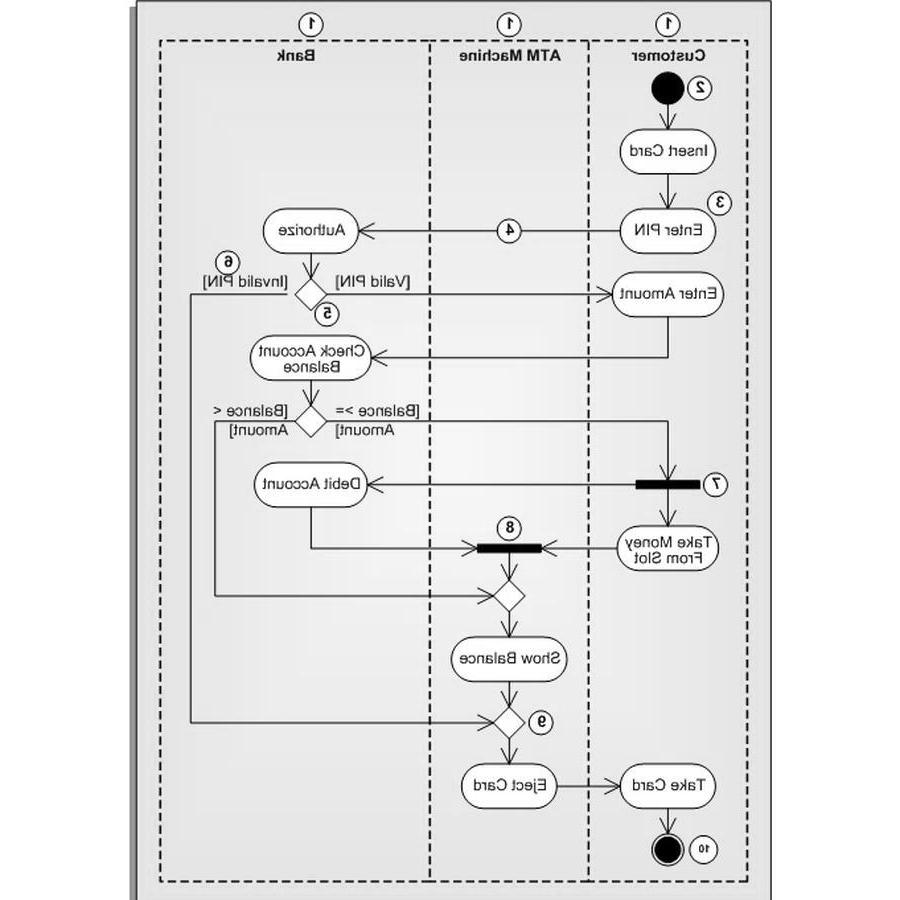 1
1
1
Customer
ATM Machine
Bank
2
Insert Card
3
Enter PIN
4
Authorize
6
[Valid PIN]
[Invalid PIN]
Enter Amount
5
Check Account
Balance
[Balance >=
Amount]
[Balance <
Amount]
7
Debit Account
8
Take Money
From Slot
Show Balance
9
Take Card
Eject Card
10